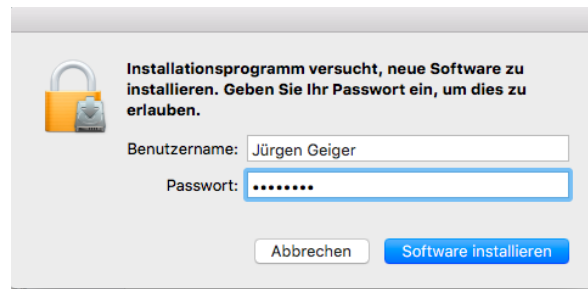 Installationsprogramm versucht, neue Software zu
installieren. Geben Sie Ihr Passwort ein, um dies zu
erlauben.
Benutzername: Jürgen Geiger
Passwort: ••••••••
Abbrechen Software installieren